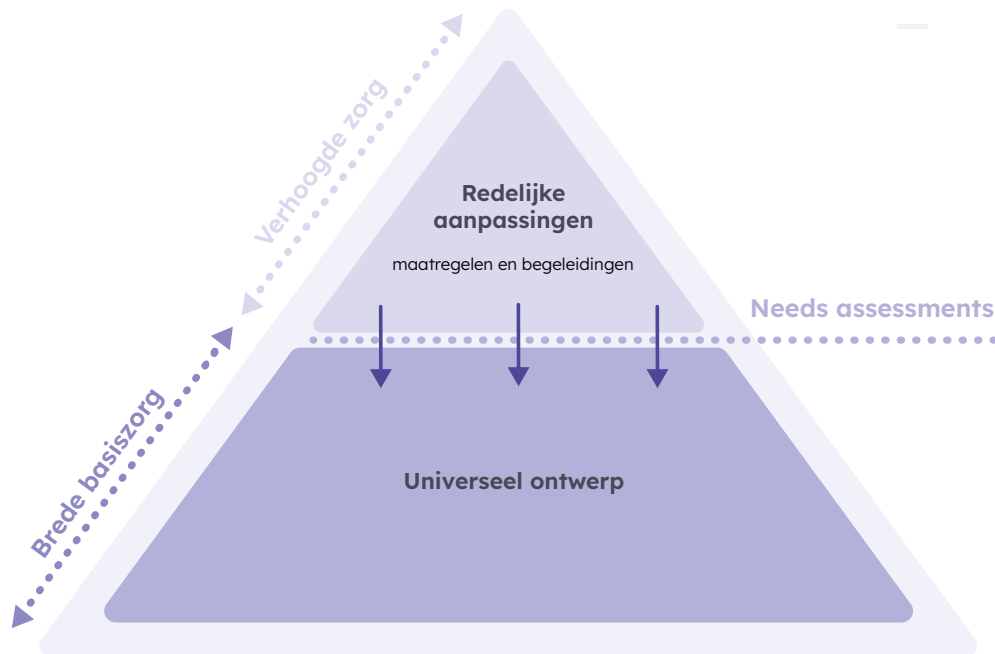 Verhoogde zorg
Redelijke
aanpassingen
maatregelen en begeleidingen
Needs assessments
Brede basiszorg
Universeel ontwerp